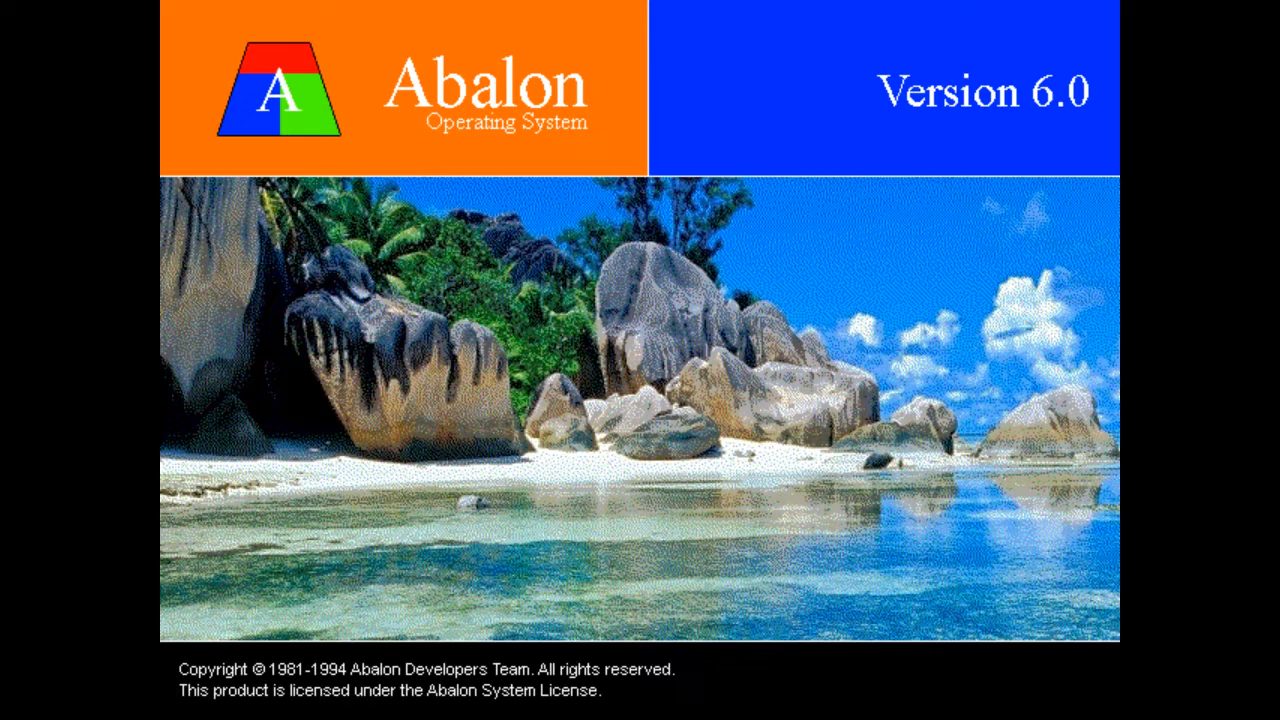 A
Abalon
Operating System
Version 6.0
Copyright © 1981-1994 Abalon Developers Team. All rights reserved.
This product is licensed under the Abalon System License.